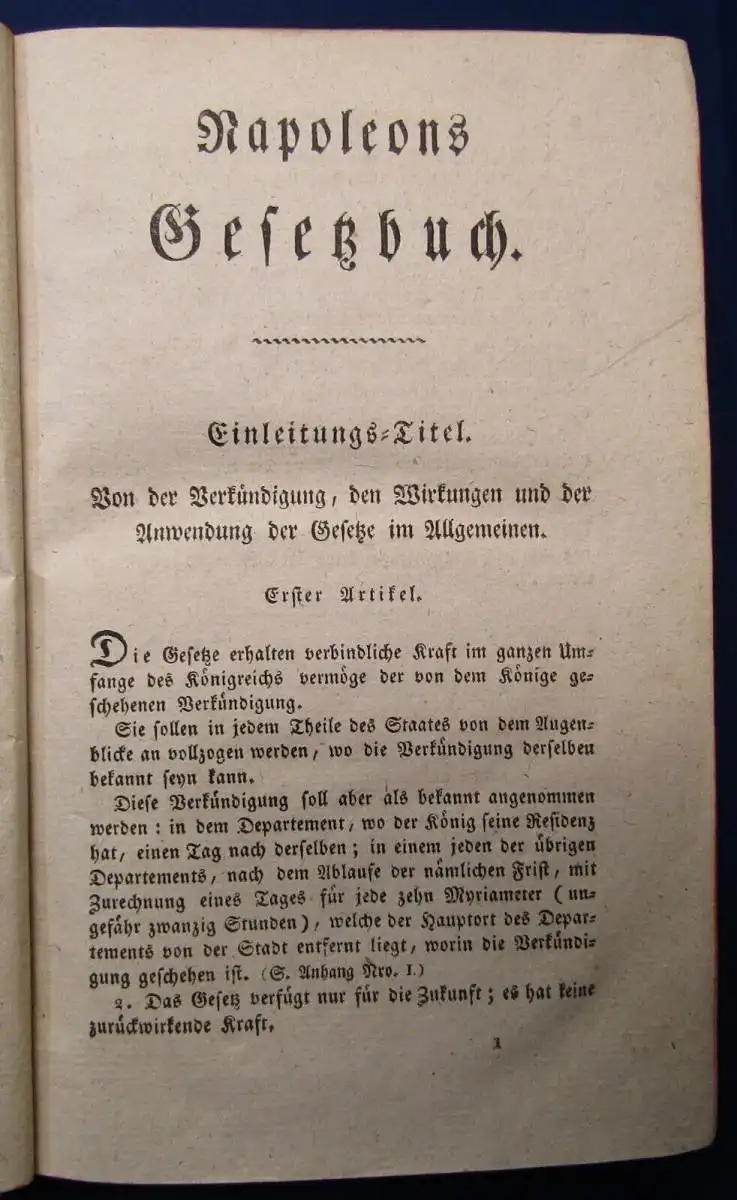 Napoleons
Gesetzbuch.
Einleitungs-Titel.
Von der Verkündigung, den Wirkungen und der
Anwendung der Gesetze im Allgemeinen.
Erster Artikel.
Die Gesetze erhalten verbindliche Kraft im ganzen Um-
fange des Königreichs vermöge der von dem Könige ge-
schehenen Verkündigung.
Sie sollen in jedem Theile des Staates von dem Augen-
blicke an vollzogen werden, wo die Verkündigung derselben
bekannt seyn kann.
Diese Verkündigung soll aber als bekannt angenommen
werden: in dem Departement, wo der König seine Residenz
hat, einen Tag nach derselben; in einem jeden der übrigen
Departements, nach dem Ablaufe der nämlichen Frist, mit
Zurechnung eines Tages für jede zehn Myriameter (un-
gefähr zwanzig Stunden), welche der Hauptort des Depar-
tements von der Stadt entfernt liegt, worin die Verkündi-
gung geschehen ist. (S. Anhang Nro. I.)
2. Das Gesetz verfügt nur für die Zukunft; es hat keine
zurückwirkende Kraft.
1